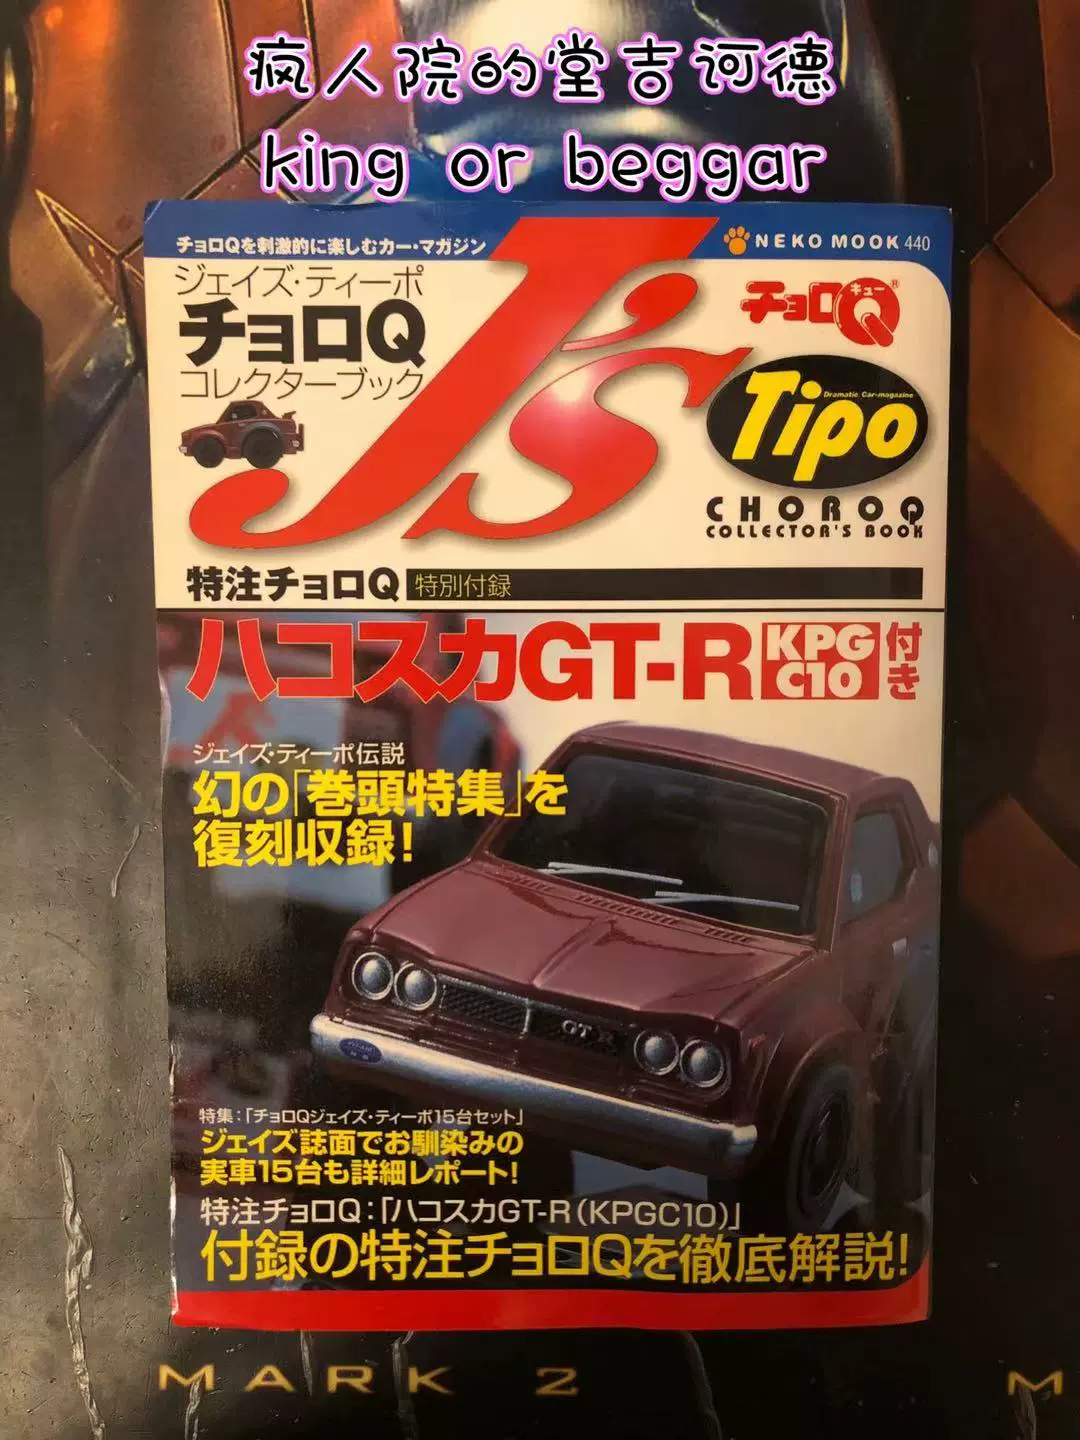 疯人院的堂吉诃德
king or beggar
チョロQを刺激的に楽しむカー・マガジン
NEKO MOOK 440
ジェイズ・ティーポ
チョロQ
コレクターブック
J's
チョロQ キュー ®
Dramatic Car-magazine
Tipo
CHOROQ
COLLECTOR'S BOOK
特注チョロQ 特別付録
ハコスカGT-R KPG C10 付き
ジェイズ・ティーポ伝説
幻の「巻頭特集」を
復刻収録!
GT-R
特集:「チョロQジェイズ・ティーポ15台セット」
ジェイズ誌面でお馴染みの
実車15台も詳細レポート!
特注チョロQ:「ハコスカGT-R(KPGC10)」
付録の特注チョロQを徹底解説!
MARK 2
M